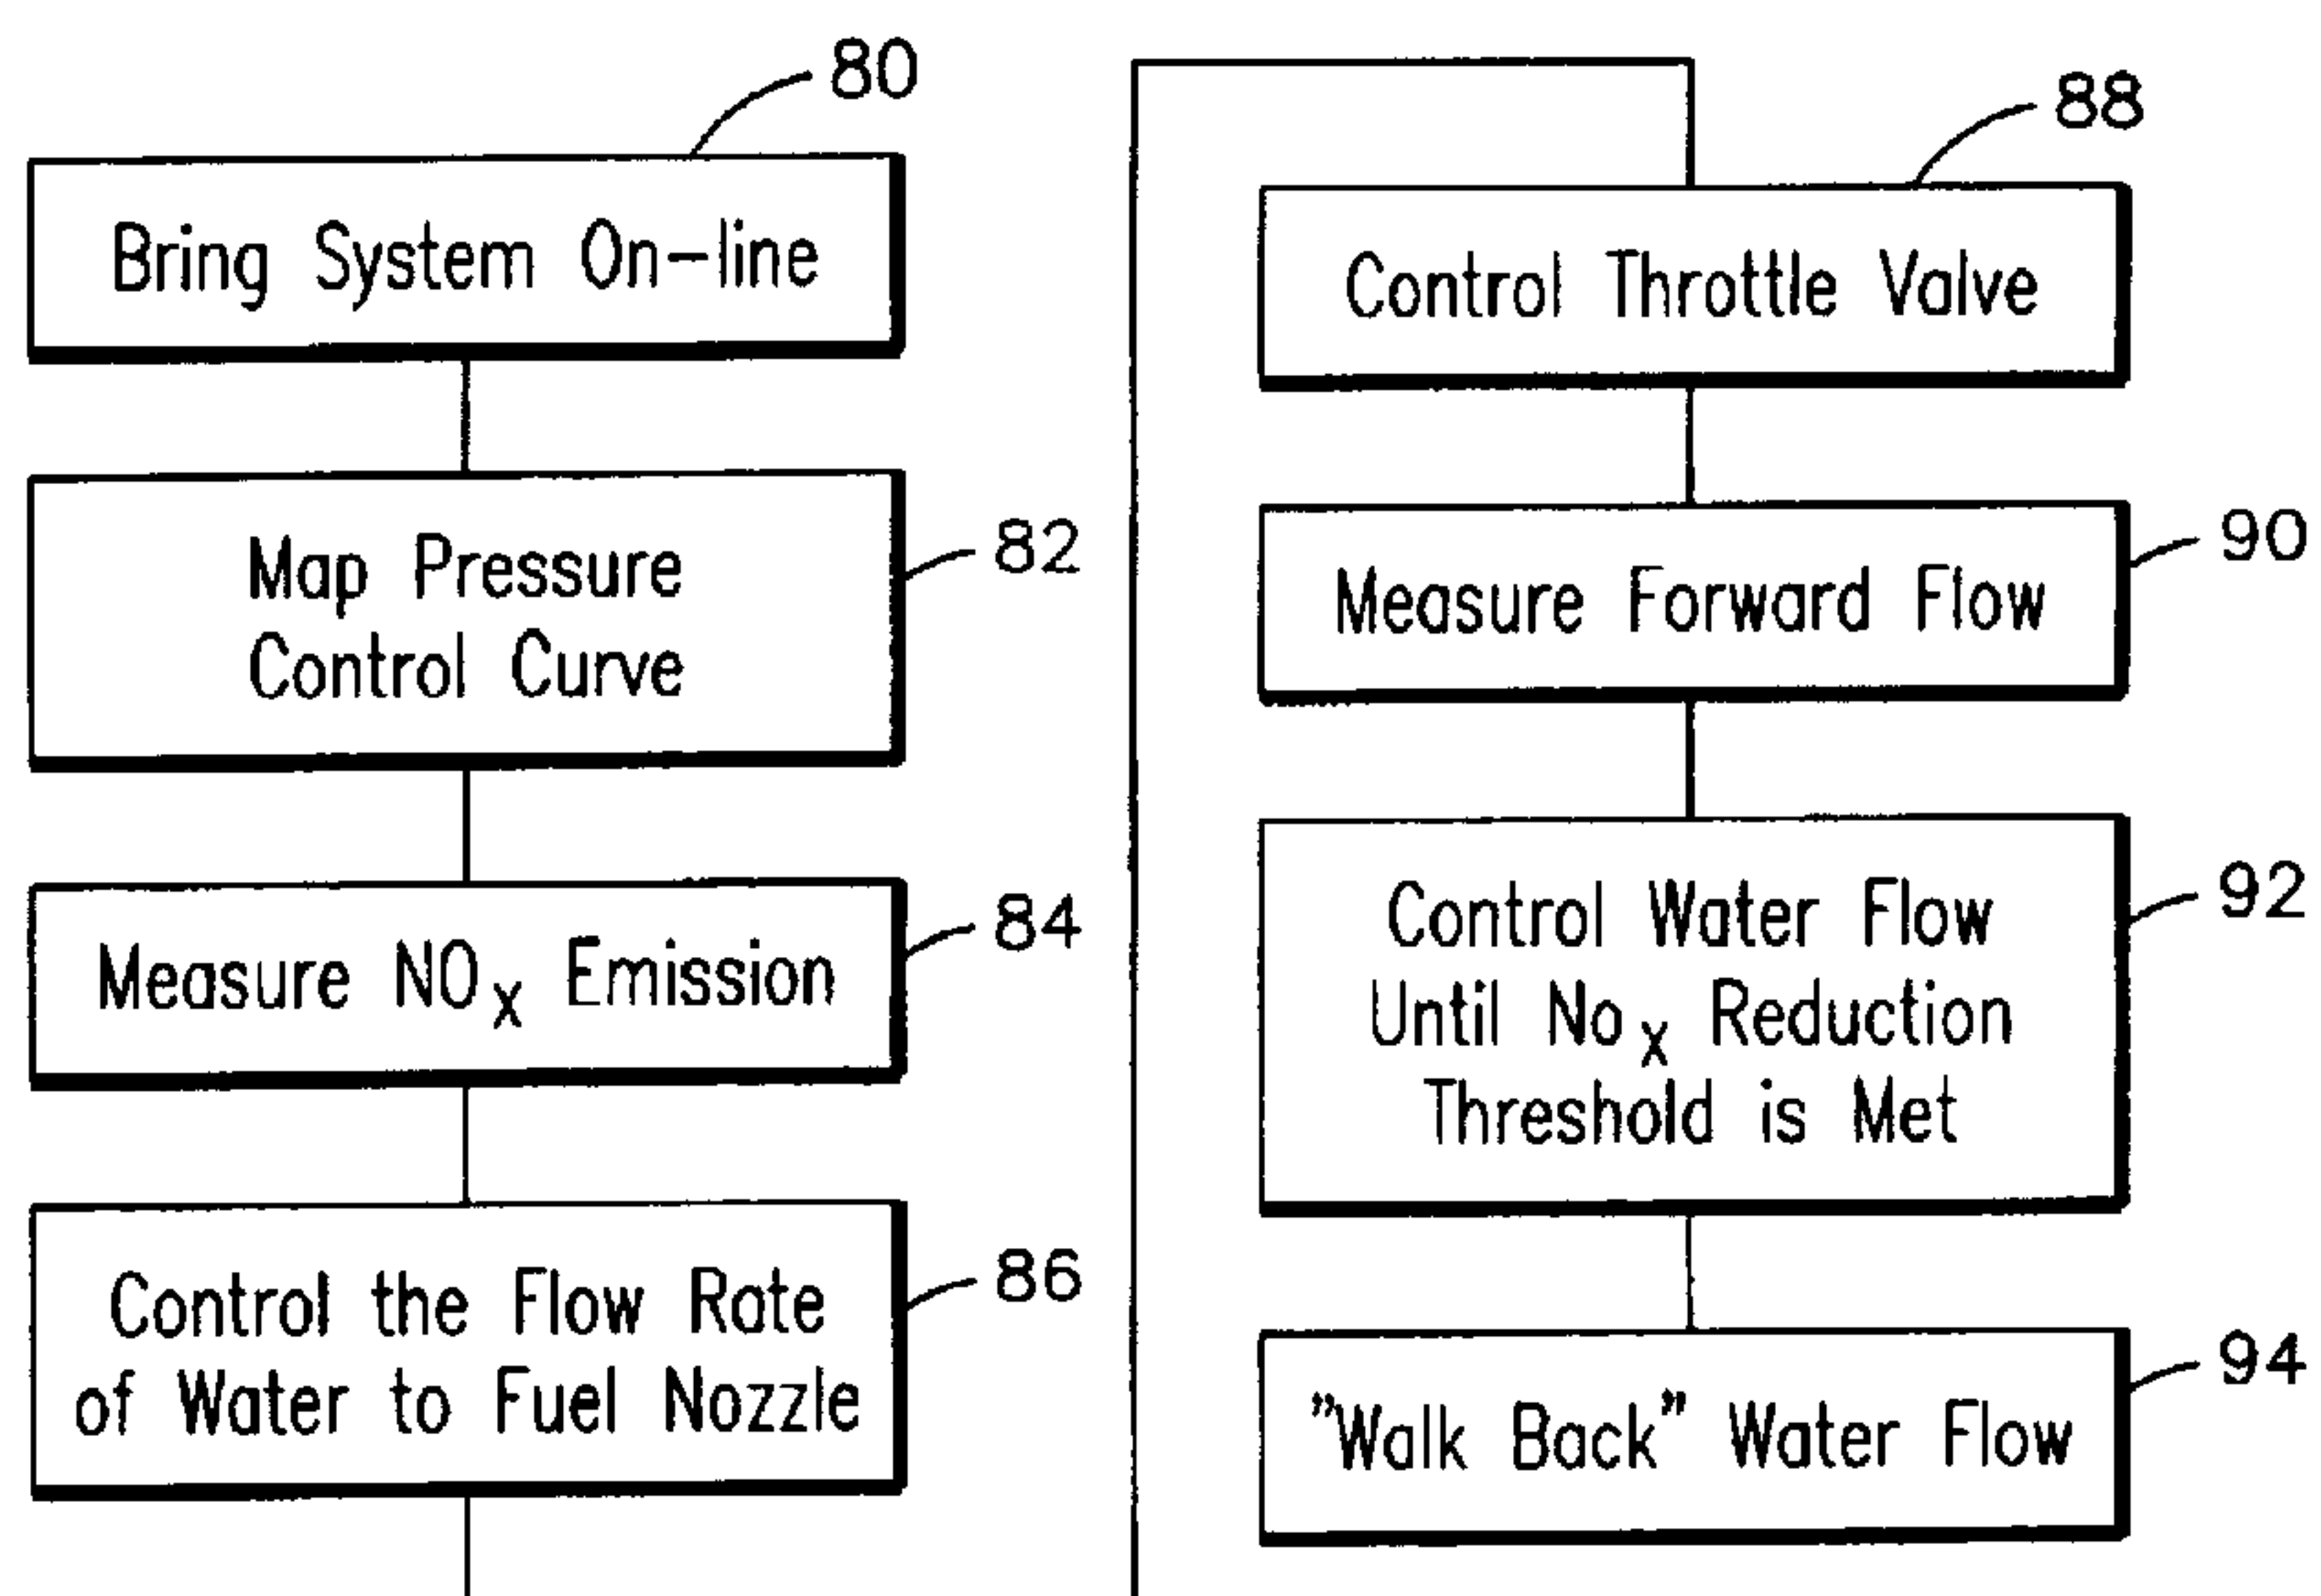 80
Bring System On-line
Map Pressure
Control Curve
82
Measure NOx Emission
84
Control the Flow Rate
of Water to Fuel Nozzle
86
88
Control Throttle Valve
Measure Forward Flow
90
Control Water Flow
Until Nox Reduction
Threshold is Met
92
"Walk Back" Water Flow
94